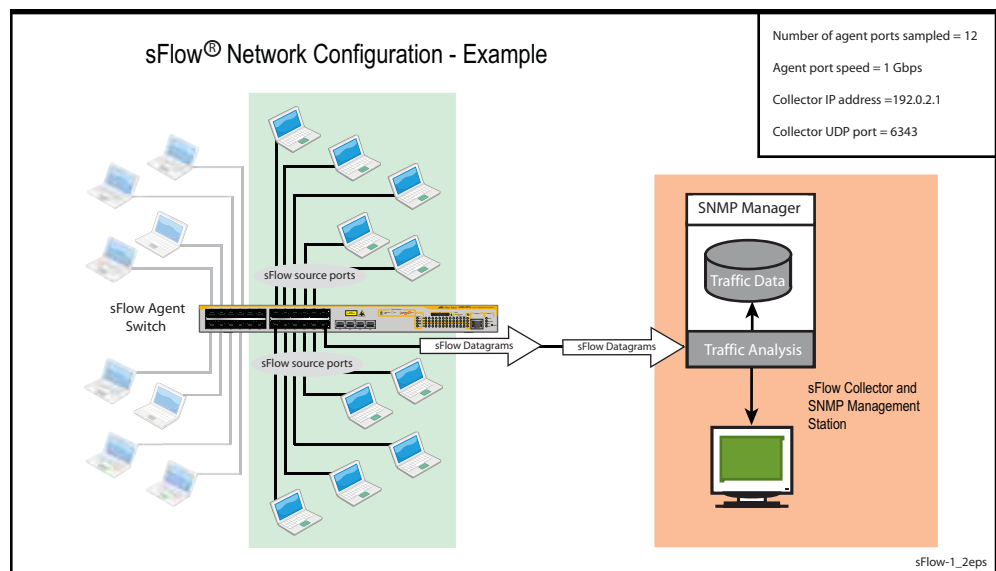 sFlow® Network Configuration - Example
Number of agent ports sampled = 12
Agent port speed = 1 Gbps
Collector IP address =192.0.2.1
Collector UDP port = 6343
SNMP Manager
Traffic Data
sFlow source ports
sFlow Agent
Switch
sFlow Datagrams
sFlow Datagrams
Traffic Analysis
sFlow source ports
sFlow Collector and
SNMP Management
Station
sFlow-1_2eps